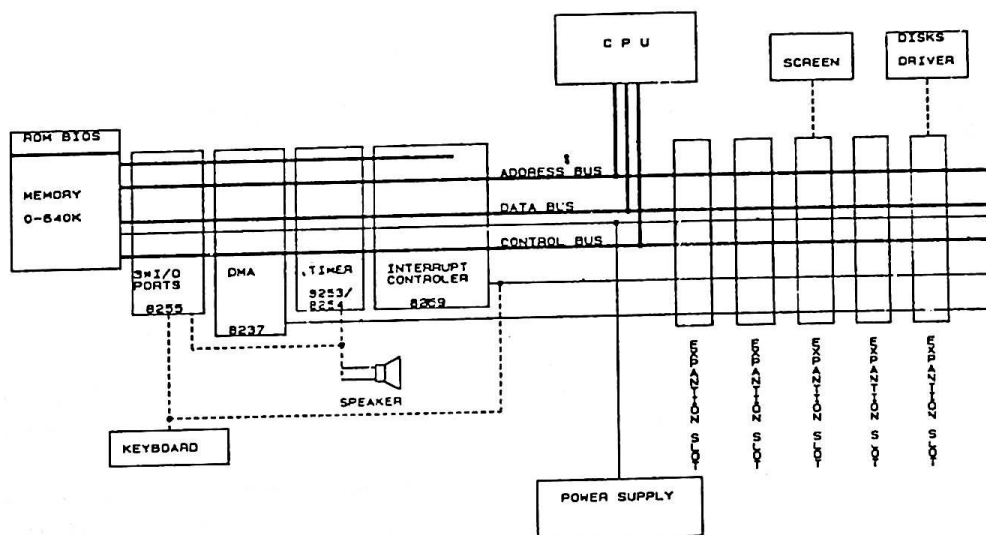 CPU
SCREEN
DISKS
DRIVER
ROM BIOS
MEMORY
0-640K
ADDRESS BUS
DATA BUS
CONTROL BUS
3*I/O
PORTS
8255
DMA
8237
.TIMER
8253/
8254
INTERRUPT
CONTROLER
8259
SPEAKER
KEYBOARD
POWER SUPPLY
EXPANTION SLOT
EXPANTION SLOT
EXPANTION SLOT
EXPANTION SLOT
EXPANTION SLOT